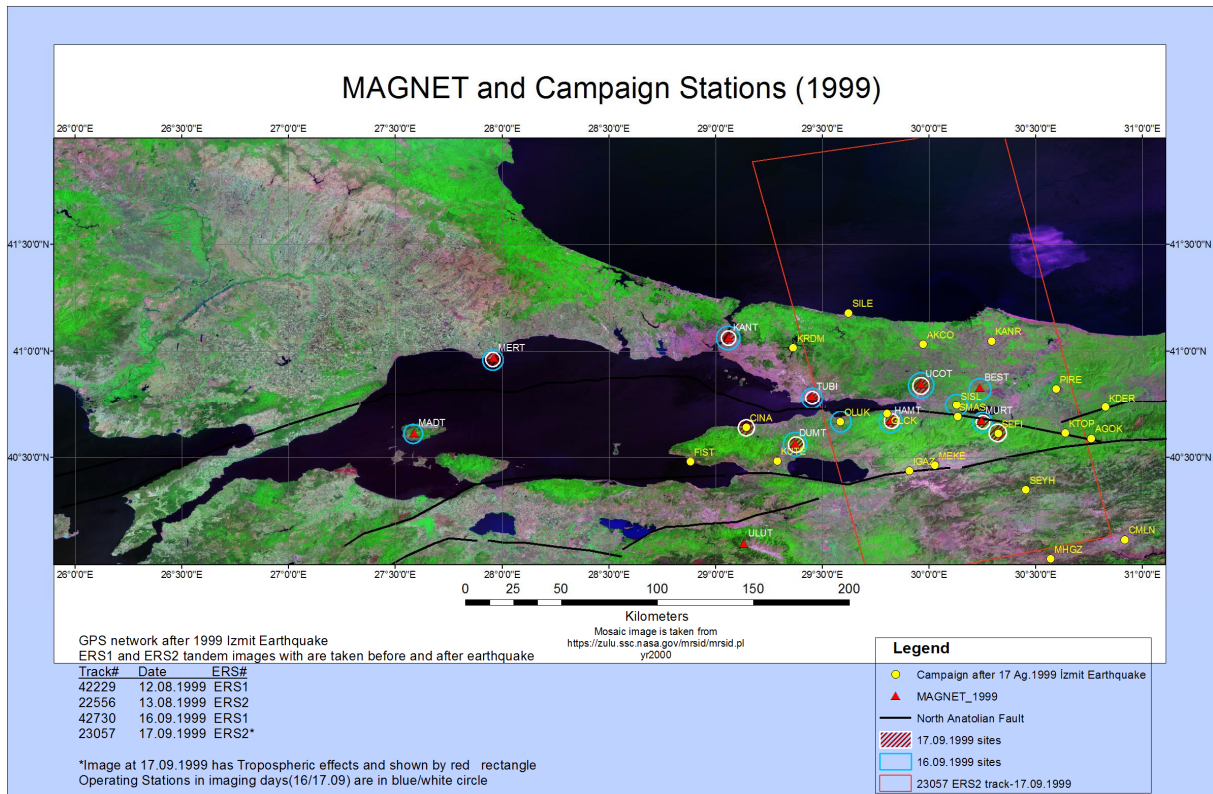 MAGNET and Campaign Stations (1999)
26°0'0"E 26°30'0"E 27°0'0"E 27°30'0"E 28°0'0"E 28°30'0"E 29°0'0"E 29°30'0"E 30°0'0"E 30°30'0"E 31°0'0"E
41°30'0"N 41°30'0"N
SILE
KANT KRDM AKCO KANR
41°0'0"N 41°0'0"N
MERT
UCOT BEST
TUBI PIRE
SISL KDER
MADT CINA OLUK HAMT SMAS MURT
GLCK SEFI KTOP AGOK
DUMT
40°30'0"N 40°30'0"N
FIST KUTE IGAZ MEKE
SEYH
ULUT CMLN
MHGZ
26°0'0"E 26°30'0"E 27°0'0"E 27°30'0"E 28°0'0"E 28°30'0"E 29°0'0"E 29°30'0"E 30°0'0"E 30°30'0"E 31°0'0"E
0 25 50 100 150 200
Kilometers
Mosaic image is taken from
https://zulu.ssc.nasa.gov/mrsid/mrsid.pl
yr2000
GPS network after 1999 Izmit Earthquake
ERS1 and ERS2 tandem images with are taken before and after earthquake
Track# Date ERS#
42229 12.08.1999 ERS1
22556 13.08.1999 ERS2
42730 16.09.1999 ERS1
23057 17.09.1999 ERS2*
*Image at 17.09.1999 has Tropospheric effects and shown by red rectangle
Operating Stations in imaging days(16/17.09) are in blue/white circle
Legend
Campaign after 17 Ag.1999 İzmit Earthquake
MAGNET_1999
North Anatolian Fault
17.09.1999 sites
16.09.1999 sites
23057 ERS2 track-17.09.1999